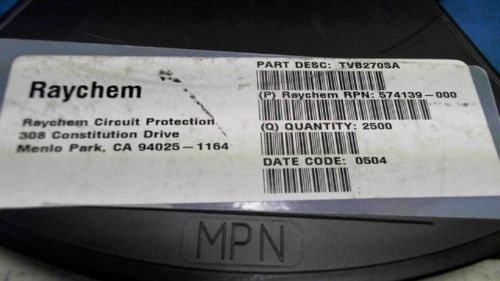 Raychem
Raychem Circuit Protection
308 Constitution Drive
Menlo Park, CA 94025-1164
PART DESC: TVB270SA
(P) Raychem RPN: 574139-000
(Q) QUANTITY: 2500
DATE CODE: 0504
MPN